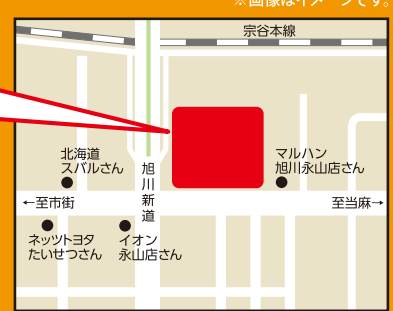 ※画像はイメージです。
宗谷本線
北海道
スバルさん
旭川新道
マルハン
旭川永山店さん
←至市街
至当麻→
ネッツトヨタ
たいせつさん
イオン
永山店さん